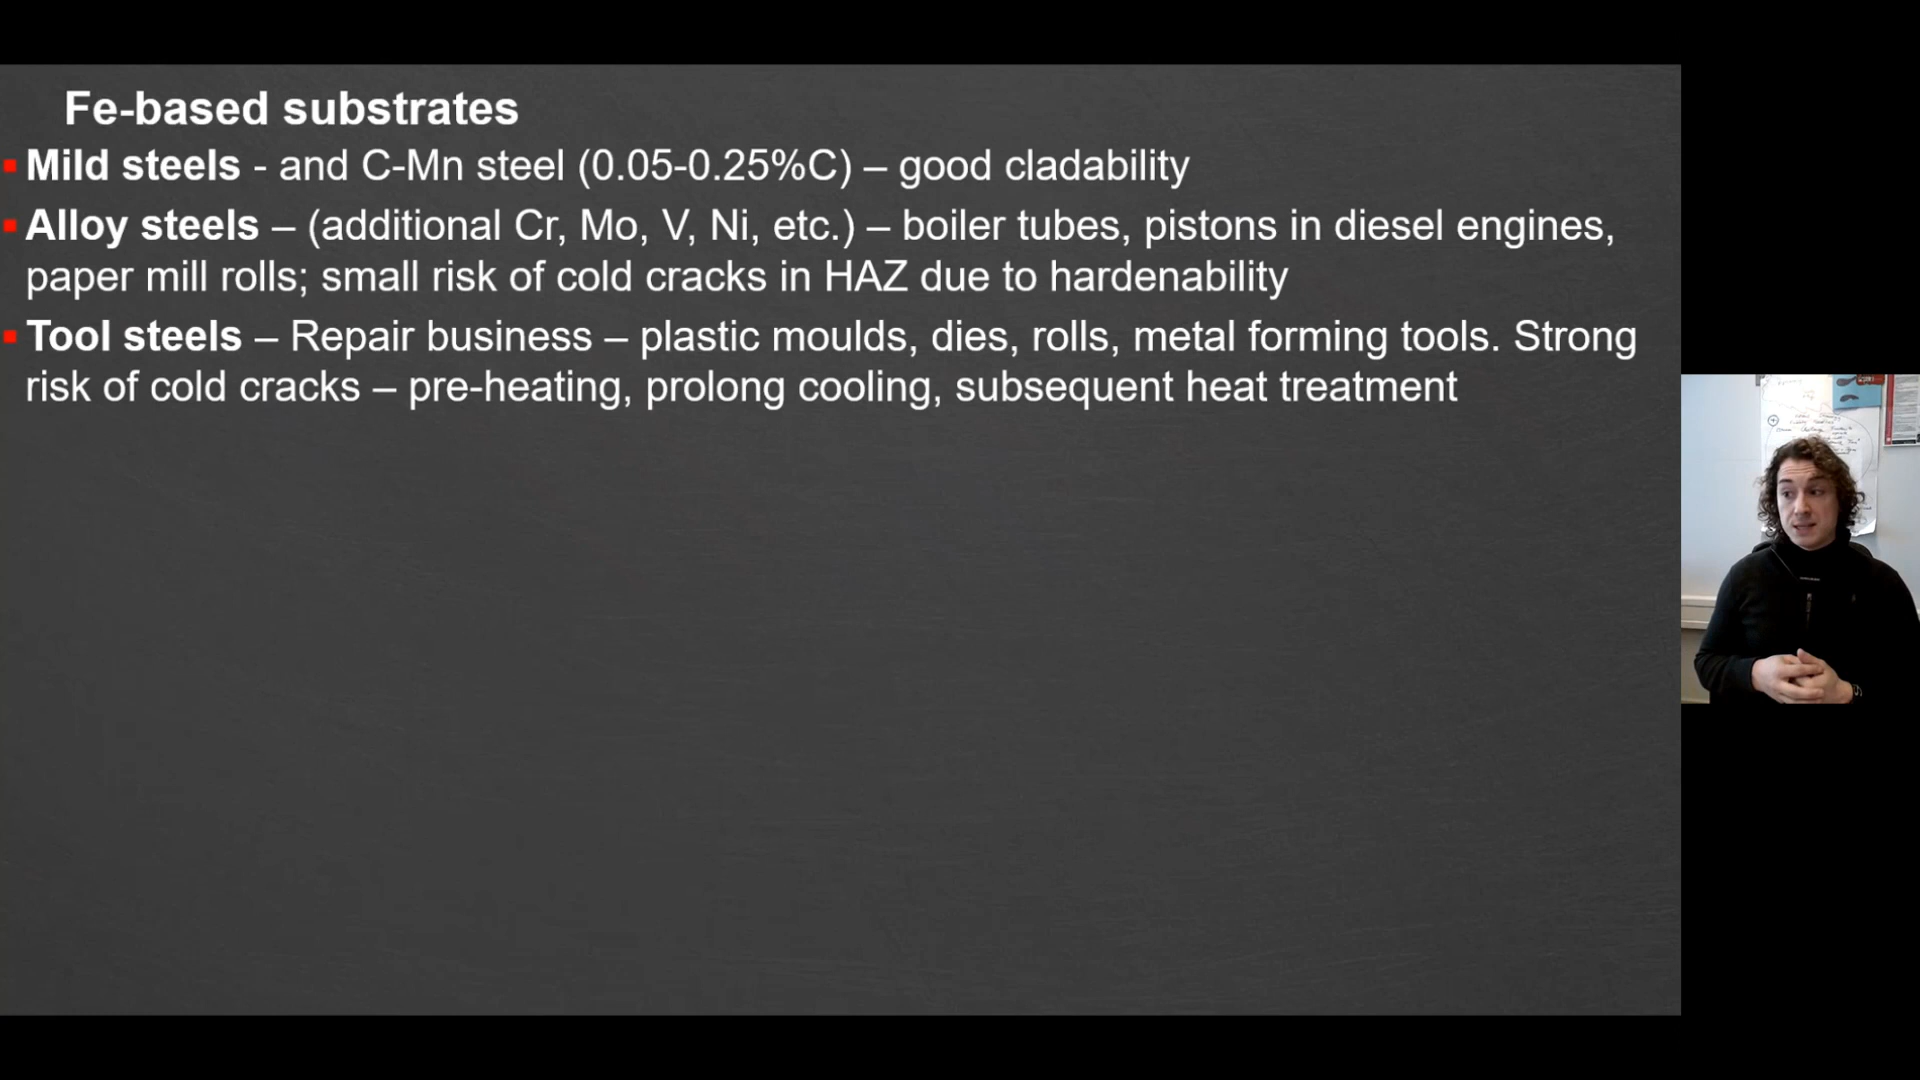 Fe-based substrates
Mild steels - and C-Mn steel (0.05-0.25%C) – good cladability
Alloy steels – (additional Cr, Mo, V, Ni, etc.) – boiler tubes, pistons in diesel engines,
paper mill rolls; small risk of cold cracks in HAZ due to hardenability
Tool steels – Repair business – plastic moulds, dies, rolls, metal forming tools. Strong
risk of cold cracks – pre-heating, prolong cooling, subsequent heat treatment